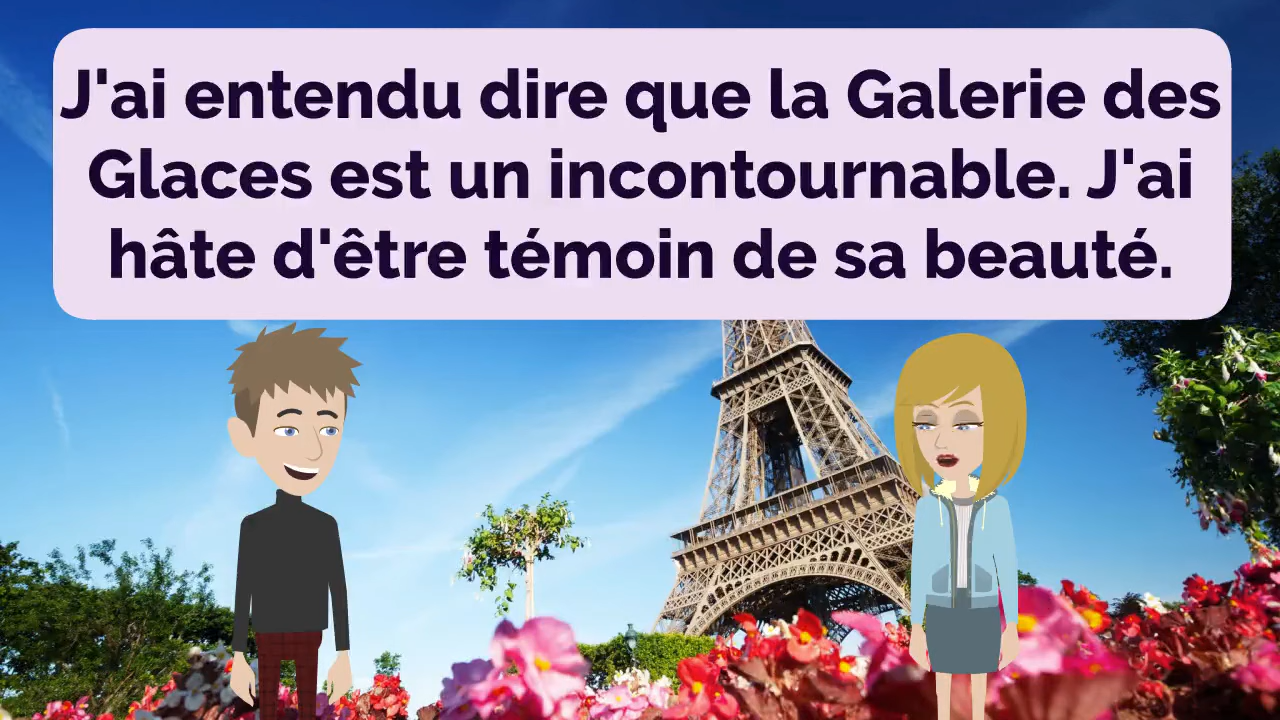 J'ai entendu dire que la Galerie des
Glaces est un incontournable. J'ai
hâte d'être témoin de sa beauté.